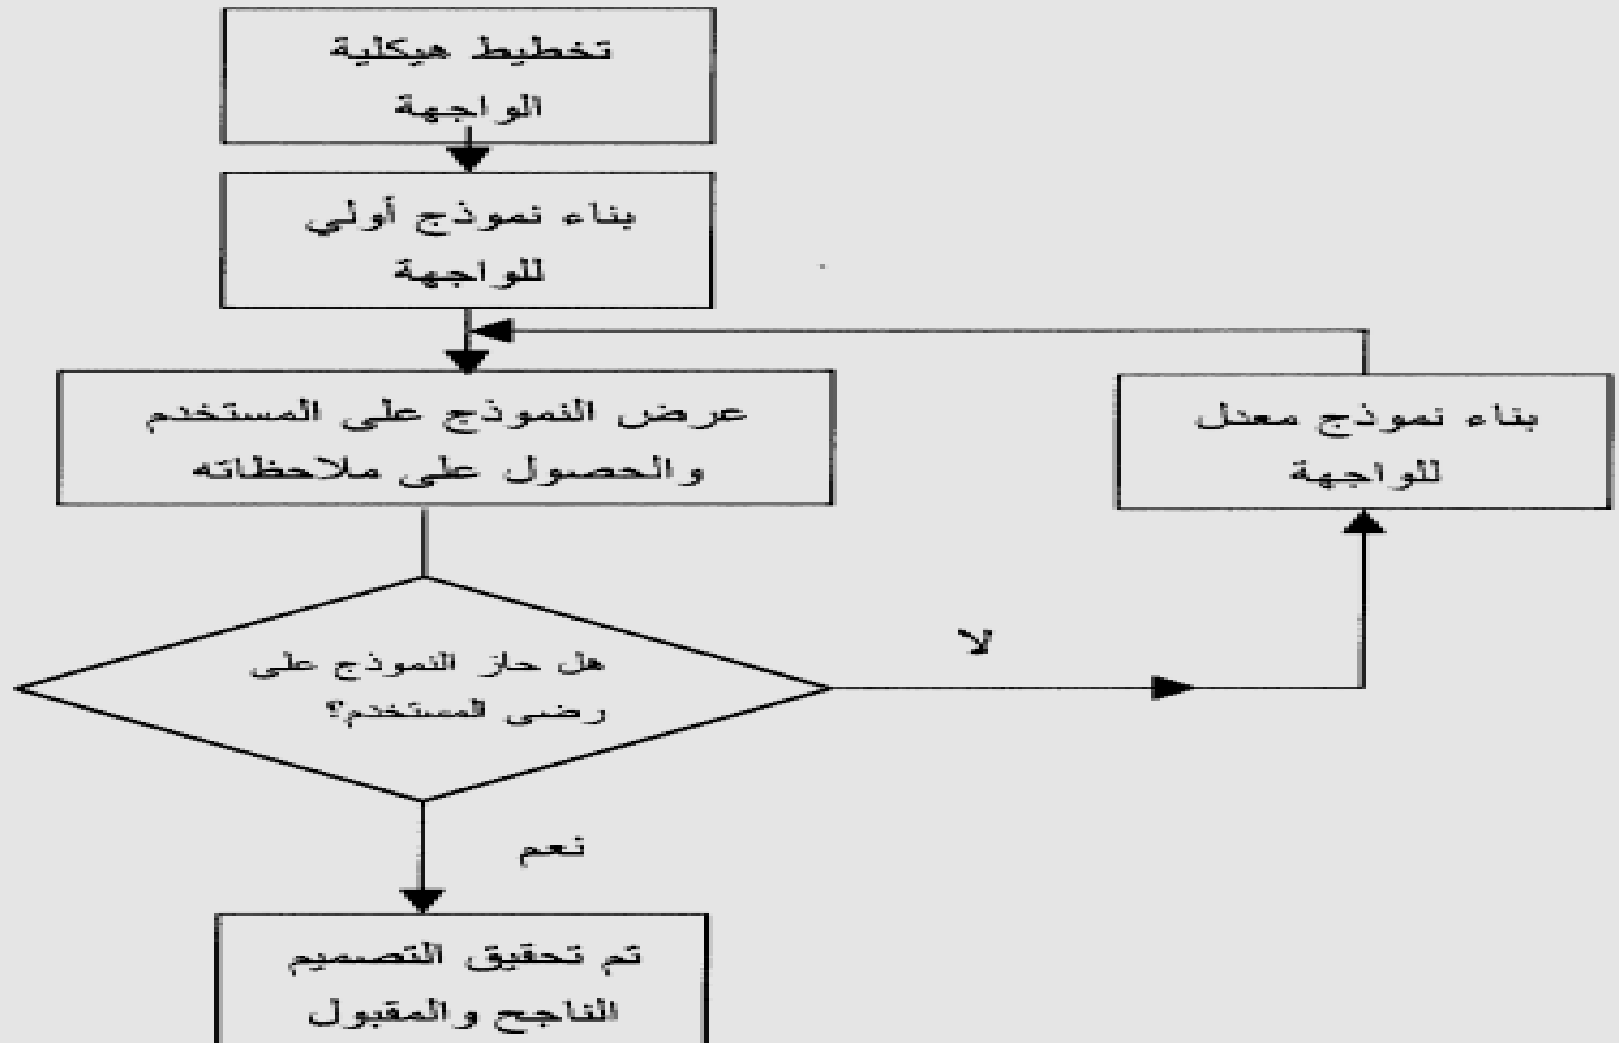 تخطيط هيكلية
الواجهة
بناء نموذج أولي
للواجهة
عرض النموذج على المستخدم
والحصول على ملاحظاته
بناء نموذج معدل
للواجهة
هل حاز النموذج على
رضى المستخدم؟
لا
نعم
تم تحقيق التصميم
الناجح والمقبول